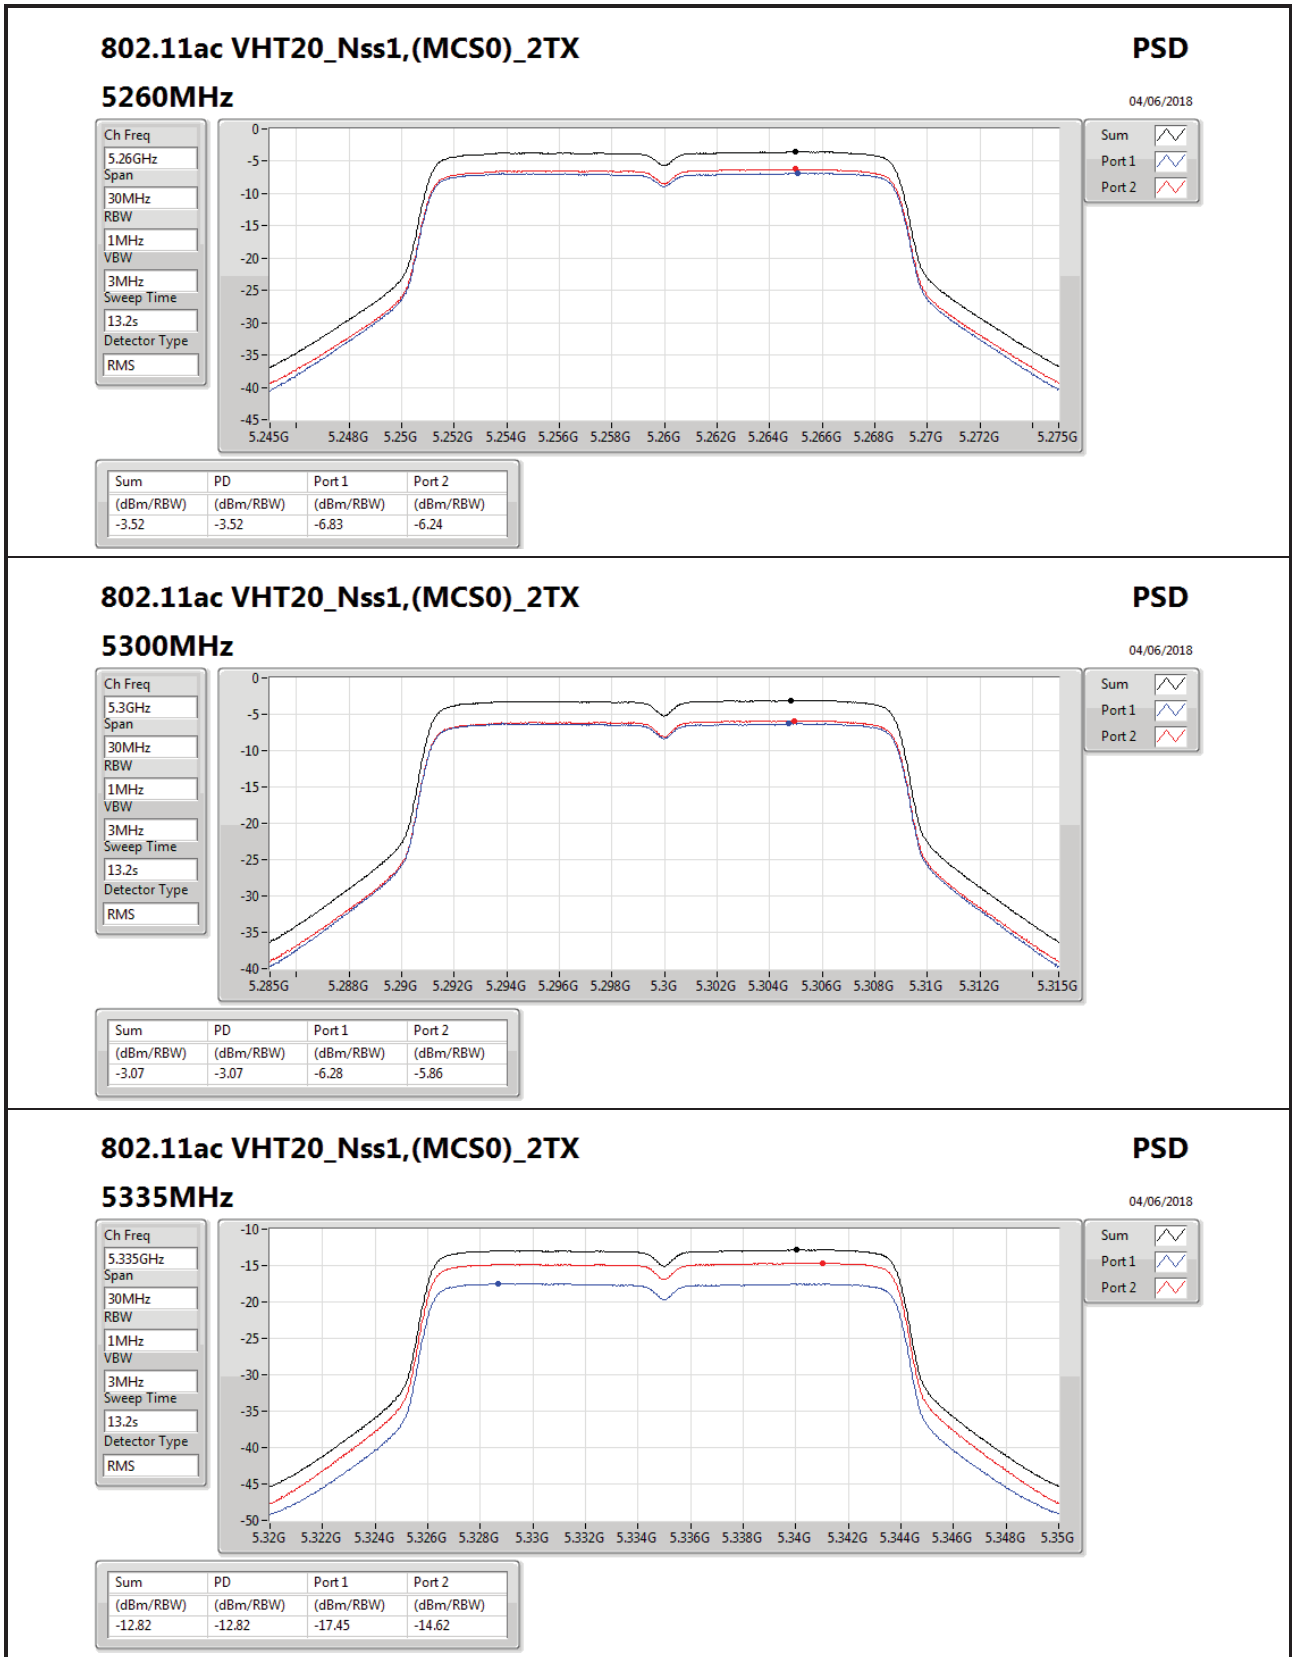 802.11ac VHT20_Nss1,(MCS0)_2TX PSD
5260MHz 04/06/2018
Ch Freq
5.26GHz
Span
30MHz
RBW
1MHz
VBW
3MHz
Sweep Time
13.2s
Detector Type
RMS
0
-5
-10
-15
-20
-25
-30
-35
-40
-45
5.245G 5.248G 5.25G 5.252G 5.254G 5.256G 5.258G 5.26G 5.262G 5.264G 5.266G 5.268G 5.27G 5.272G 5.275G
Sum
Port 1
Port 2
Sum PD Port 1 Port 2
(dBm/RBW) (dBm/RBW) (dBm/RBW) (dBm/RBW)
-3.52 -3.52 -6.83 -6.24
802.11ac VHT20_Nss1,(MCS0)_2TX PSD
5300MHz 04/06/2018
Ch Freq
5.3GHz
Span
30MHz
RBW
1MHz
VBW
3MHz
Sweep Time
13.2s
Detector Type
RMS
0
-5
-10
-15
-20
-25
-30
-35
-40
5.285G 5.288G 5.29G 5.292G 5.294G 5.296G 5.298G 5.3G 5.302G 5.304G 5.306G 5.308G 5.31G 5.312G 5.315G
Sum
Port 1
Port 2
Sum PD Port 1 Port 2
(dBm/RBW) (dBm/RBW) (dBm/RBW) (dBm/RBW)
-3.07 -3.07 -6.28 -5.86
802.11ac VHT20_Nss1,(MCS0)_2TX PSD
5335MHz 04/06/2018
Ch Freq
5.335GHz
Span
30MHz
RBW
1MHz
VBW
3MHz
Sweep Time
13.2s
Detector Type
RMS
-10
-15
-20
-25
-30
-35
-40
-45
-50
5.32G 5.322G 5.324G 5.326G 5.328G 5.33G 5.332G 5.334G 5.336G 5.338G 5.34G 5.342G 5.344G 5.346G 5.348G 5.35G
Sum
Port 1
Port 2
Sum PD Port 1 Port 2
(dBm/RBW) (dBm/RBW) (dBm/RBW) (dBm/RBW)
-12.82 -12.82 -17.45 -14.62